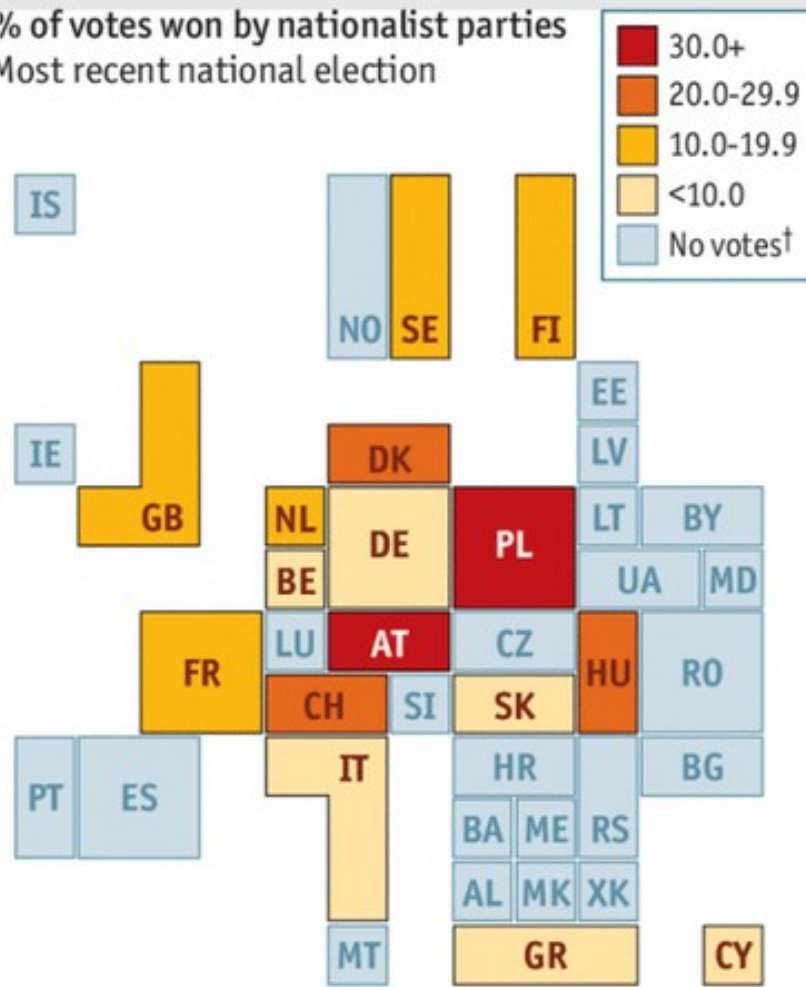 % of votes won by nationalist parties
Most recent national election
30.0+
20.0-29.9
10.0-19.9
<10.0
No votes†
IS
NO SE FI
EE
IE DK LV
GB NL DE PL LT BY
BE UA MD
FR LU AT CZ HU RO
CH SI SK
PT ES IT HR BG
BA ME RS
AL MK XK
MT GR CY